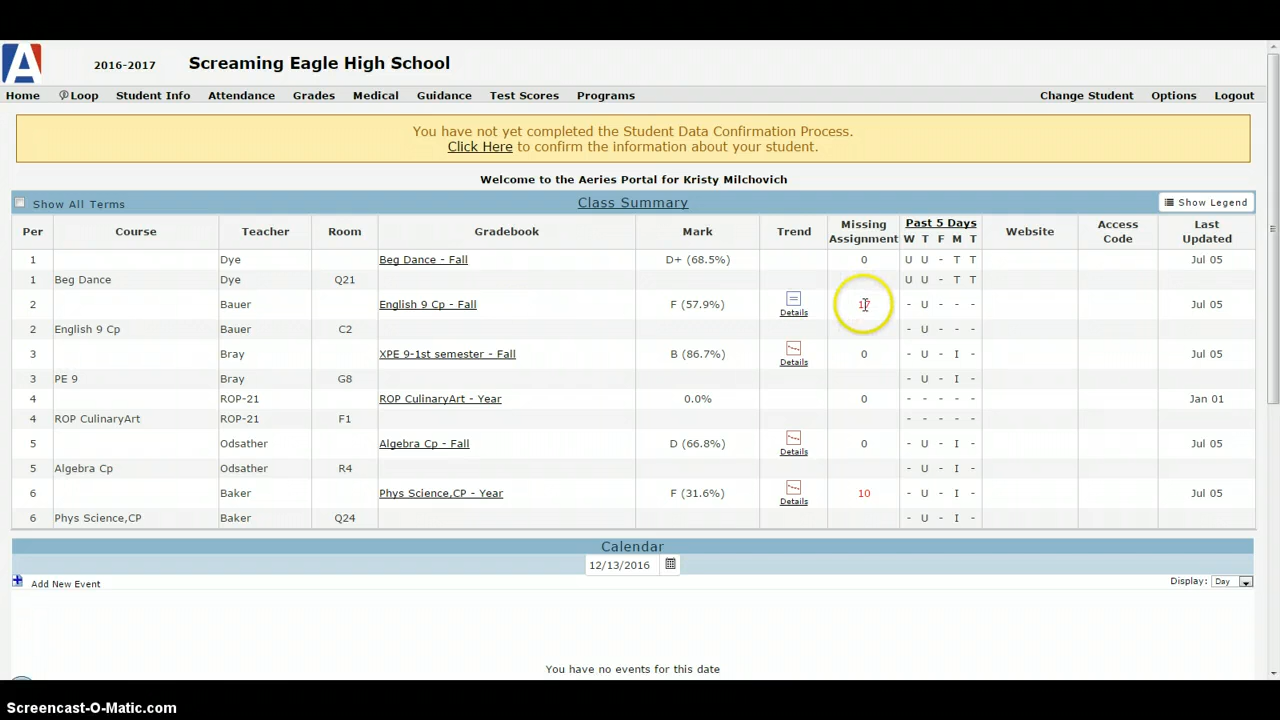 2016-2017 Screaming Eagle High School
Home Loop Student Info Attendance Grades Medical Guidance Test Scores Programs Change Student Options Logout
You have not yet completed the Student Data Confirmation Process.
Click Here to confirm the information about your student.
Welcome to the Aeries Portal for Kristy Milchovich
Show All Terms Class Summary Show Legend
Per Course Teacher Room Gradebook Mark Trend Missing Assignment Past 5 Days W T F M T Website Access Code Last Updated
1 Dye Beg Dance - Fall D+ (68.5%) 0 U U - T T Jul 05
1 Beg Dance Dye Q21 U U - T T
2 Bauer English 9 Cp - Fall F (57.9%) Details - U - - - Jul 05
2 English 9 Cp Bauer C2 - U - - -
3 Bray XPE 9-1st semester - Fall B (86.7%) Details 0 - U - I - Jul 05
3 PE 9 Bray G8 - U - I -
4 ROP-21 ROP CulinaryArt - Year 0.0% 0 - - - - - Jan 01
4 ROP CulinaryArt ROP-21 F1 - - - - -
5 Odsather Algebra Cp - Fall D (66.8%) Details 0 - U - I - Jul 05
5 Algebra Cp Odsather R4 - U - I -
6 Baker Phys Science,CP - Year F (31.6%) Details 10 - U - I - Jul 05
6 Phys Science,CP Baker Q24 - U - I -
Calendar
12/13/2016
Add New Event Display: Day
You have no events for this date
Screencast-O-Matic.com